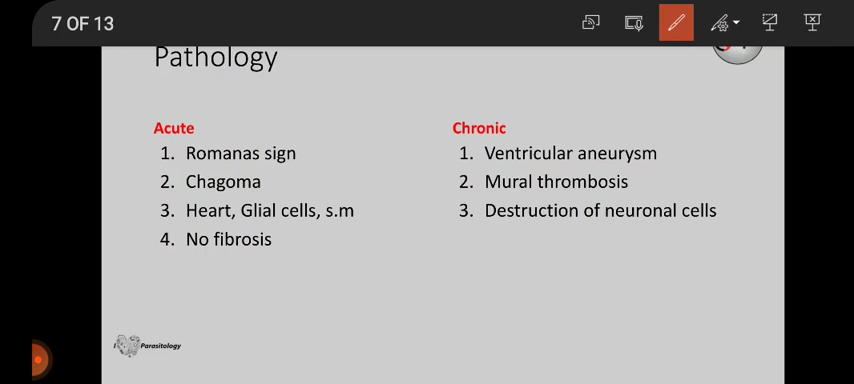 7 OF 13
Pathology
Acute
1. Romanas sign
2. Chagoma
3. Heart, Glial cells, s.m
4. No fibrosis
Chronic
1. Ventricular aneurysm
2. Mural thrombosis
3. Destruction of neuronal cells
I Parasitology